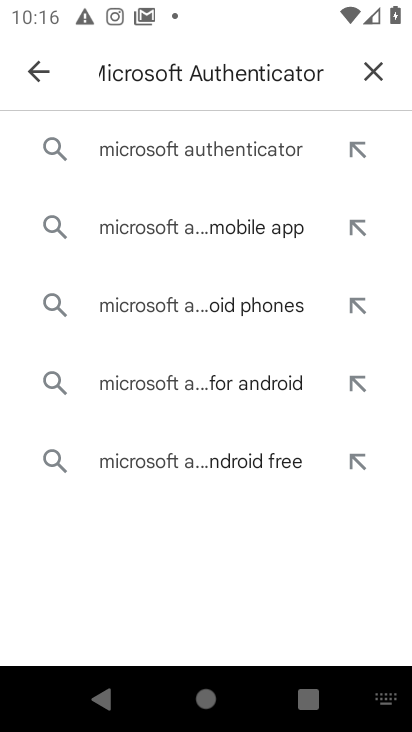 10:16
Microsoft Authenticator
microsoft authenticator
microsoft a...mobile app
microsoft a...oid phones
microsoft a...for android
microsoft a...ndroid free